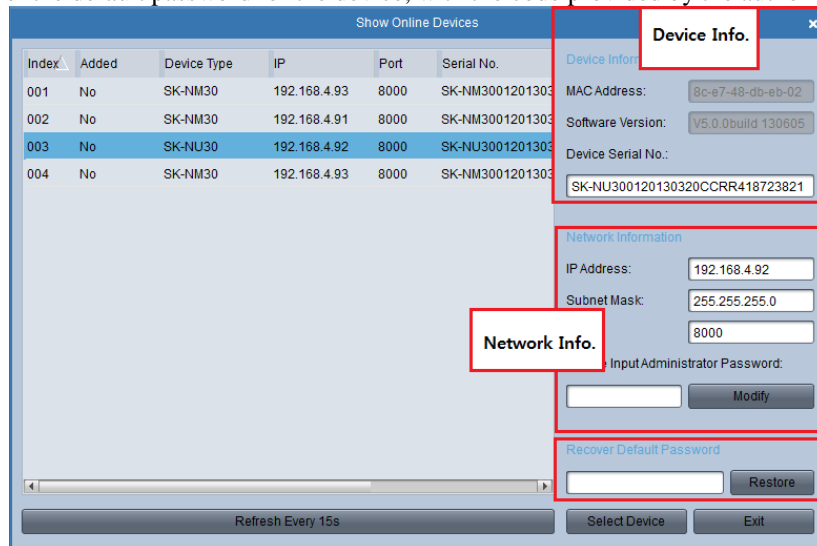 Show Online Devices
Index Added Device Type IP Port Serial No.
001 No SK-NM30 192.168.4.93 8000 SK-NM3001201303
002 No SK-NM30 192.168.4.91 8000 SK-NM3001201303
003 No SK-NU30 192.168.4.92 8000 SK-NU3001201303
004 No SK-NM30 192.168.4.93 8000 SK-NM3001201303
Refresh Every 15s
Device Info.
Device Inform
MAC Address: 8c-e7-48-db-eb-02
Software Version: V5.0.0build 130605
Device Serial No.:
SK-NU300120130320CCRR418723821
Network Information
IP Address: 192.168.4.92
Subnet Mask: 255.255.255.0
8000
Network Info.
Input Administrator Password:
Modify
Recover Default Password
Restore
Select Device Exit